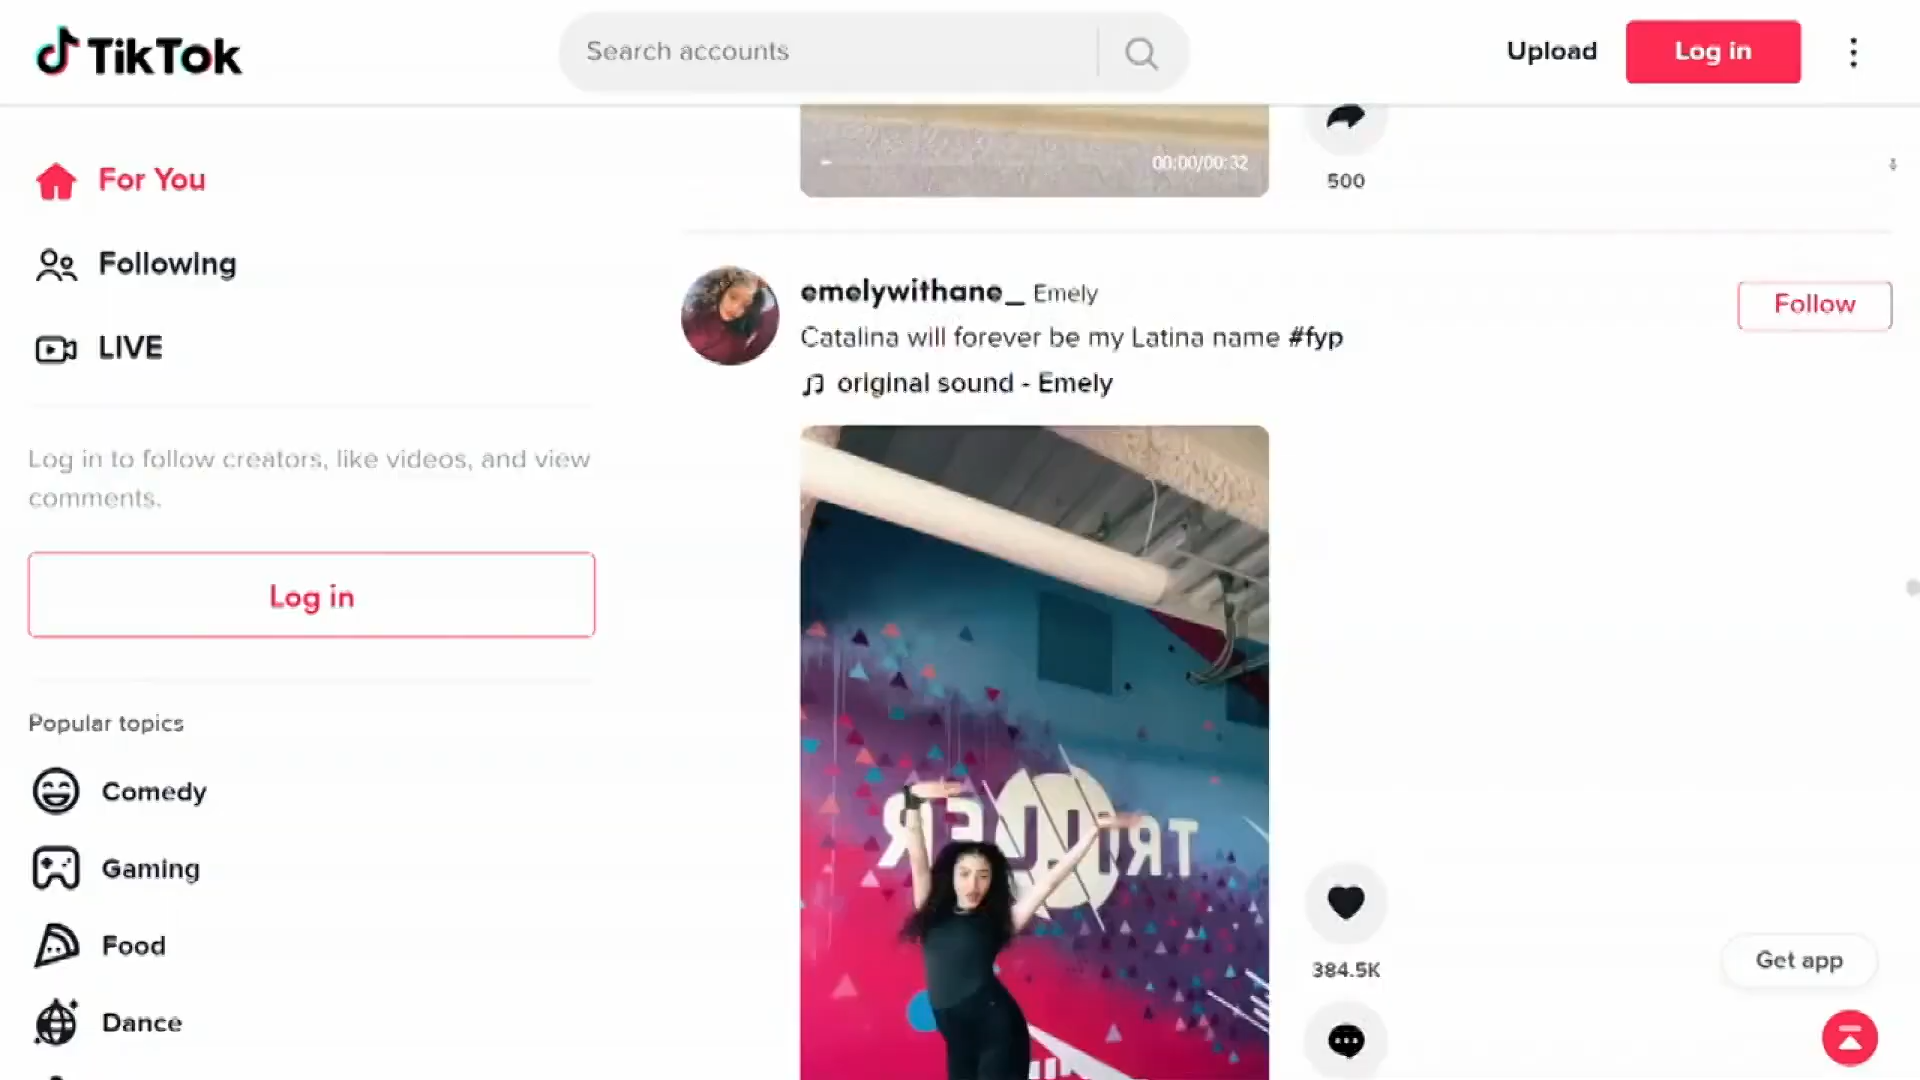 TikTok
Search accounts
Upload
Log in
For You
Following
LIVE
Log in to follow creators, like videos, and view
comments.
Log in
Popular topics
Comedy
Gaming
Food
Dance
00:00/00:32
500
emelywithane_ Emely
Catalina will forever be my Latina name #fyp
original sound - Emely
Follow
TRILLER
384.5K
Get app